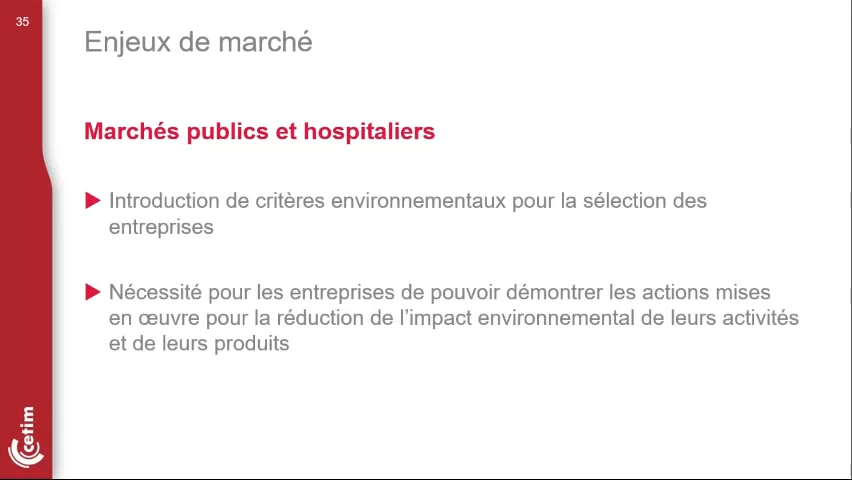 35
Enjeux de marché
Marchés publics et hospitaliers
Introduction de critères environnementaux pour la sélection des
entreprises
Nécessité pour les entreprises de pouvoir démontrer les actions mises
en œuvre pour la réduction de l’impact environnemental de leurs activités
et de leurs produits
cetim